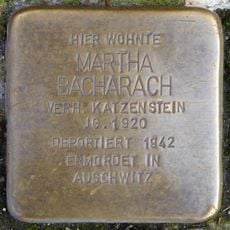 HIER WOHNTE
MARTHA
BACHARACH
VERH. KATZENSTEIN
JG. 1920
DEPORTIERT 1942
ERMORDET IN
AUSCHWITZ